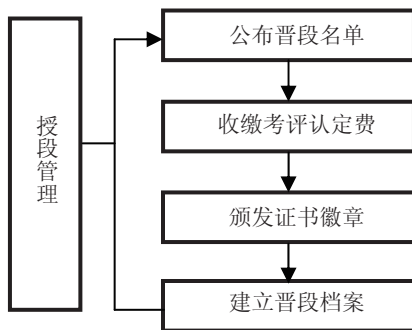 授段管理
公布晋段名单
收缴考评认定费
颁发证书徽章
建立晋段档案